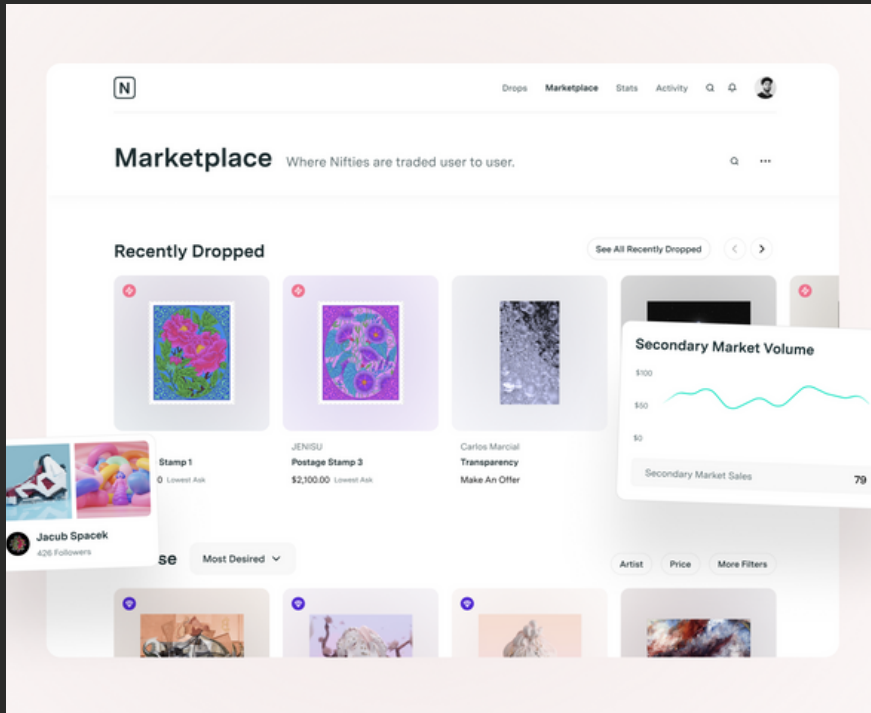 N
Drops Marketplace Stats Activity
Marketplace Where Nifties are traded user to user.
Recently Dropped See All Recently Dropped
Secondary Market Volume
$100
$50
$0
Secondary Market Sales 79
JENISU Carlos Marcial
Stamp 1 Postage Stamp 3 Transparency
0 Lowest Ask $2,100.00 Lowest Ask Make An Offer
Jacub Spacek
426 Followers
se Most Desired Artist Price More Filters